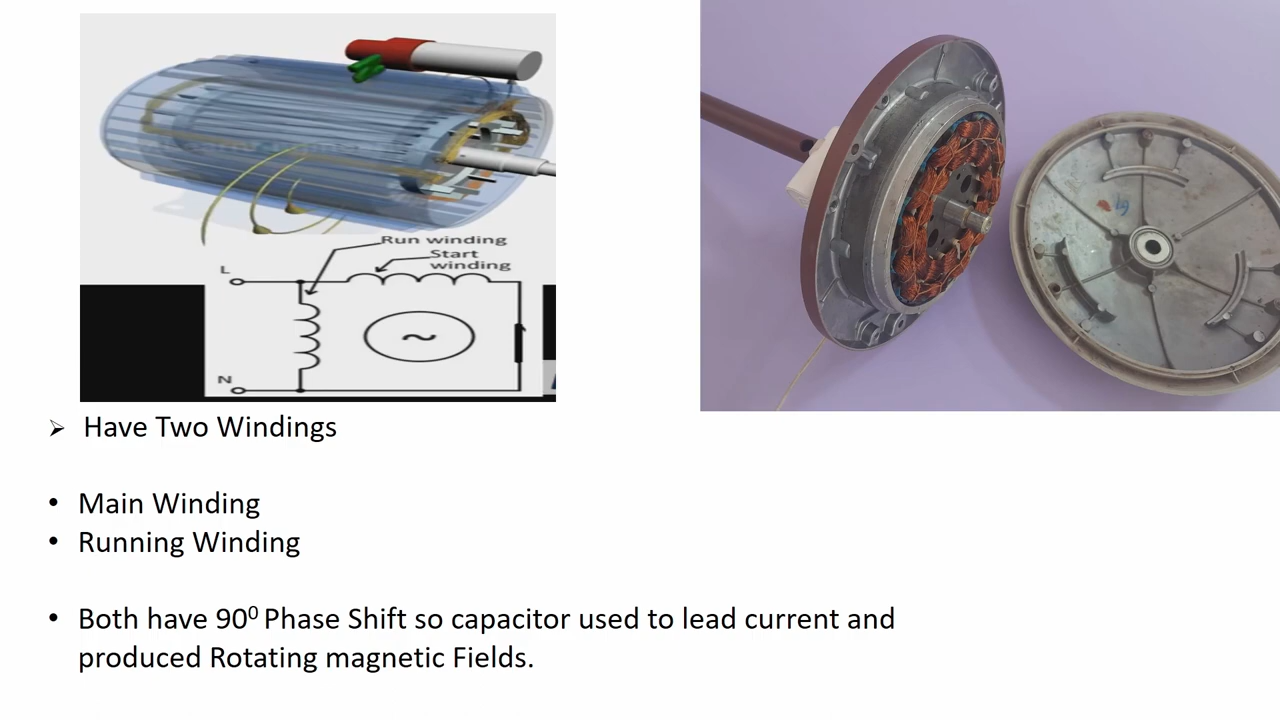 Run winding
Start
winding
L
N
~
➢ Have Two Windings
• Main Winding
• Running Winding
• Both have 90⁰ Phase Shift so capacitor used to lead current and
produced Rotating magnetic Fields.